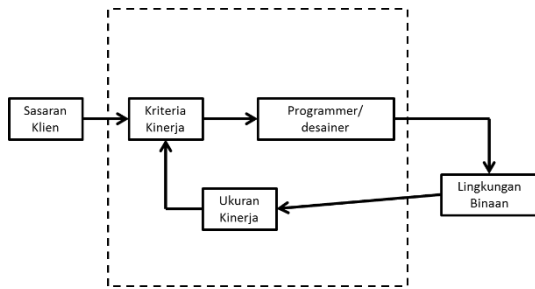 Sasaran
Klien
Kriteria
Kinerja
Programmer/
desainer
Ukuran
Kinerja
Lingkungan
Binaan